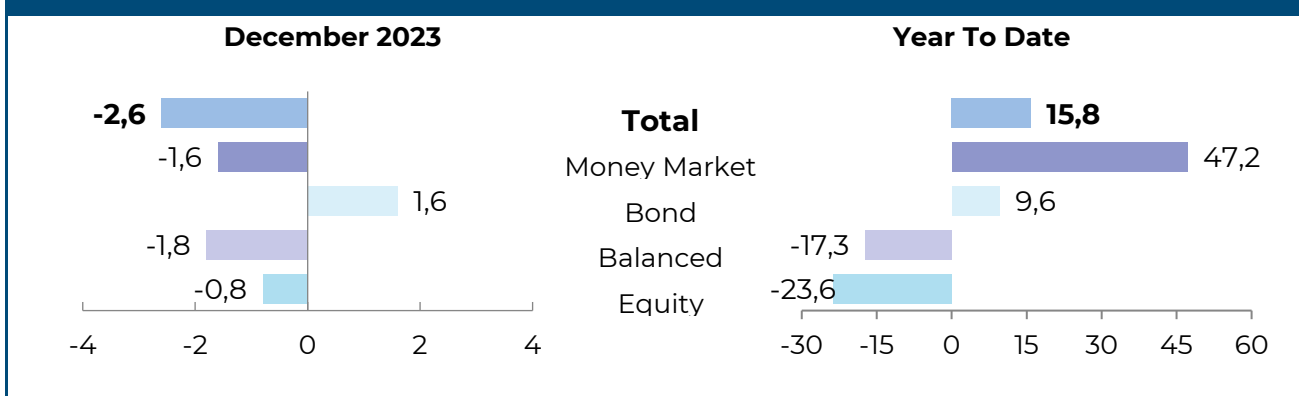 December 2023
-2,6
-1,6
1,6
-1,8
-0,8
-4 -2 0 2 4
Total
Money Market
Bond
Balanced
Equity
Year To Date
15,8
47,2
9,6
-17,3
-23,6
-30 -15 0 15 30 45 60